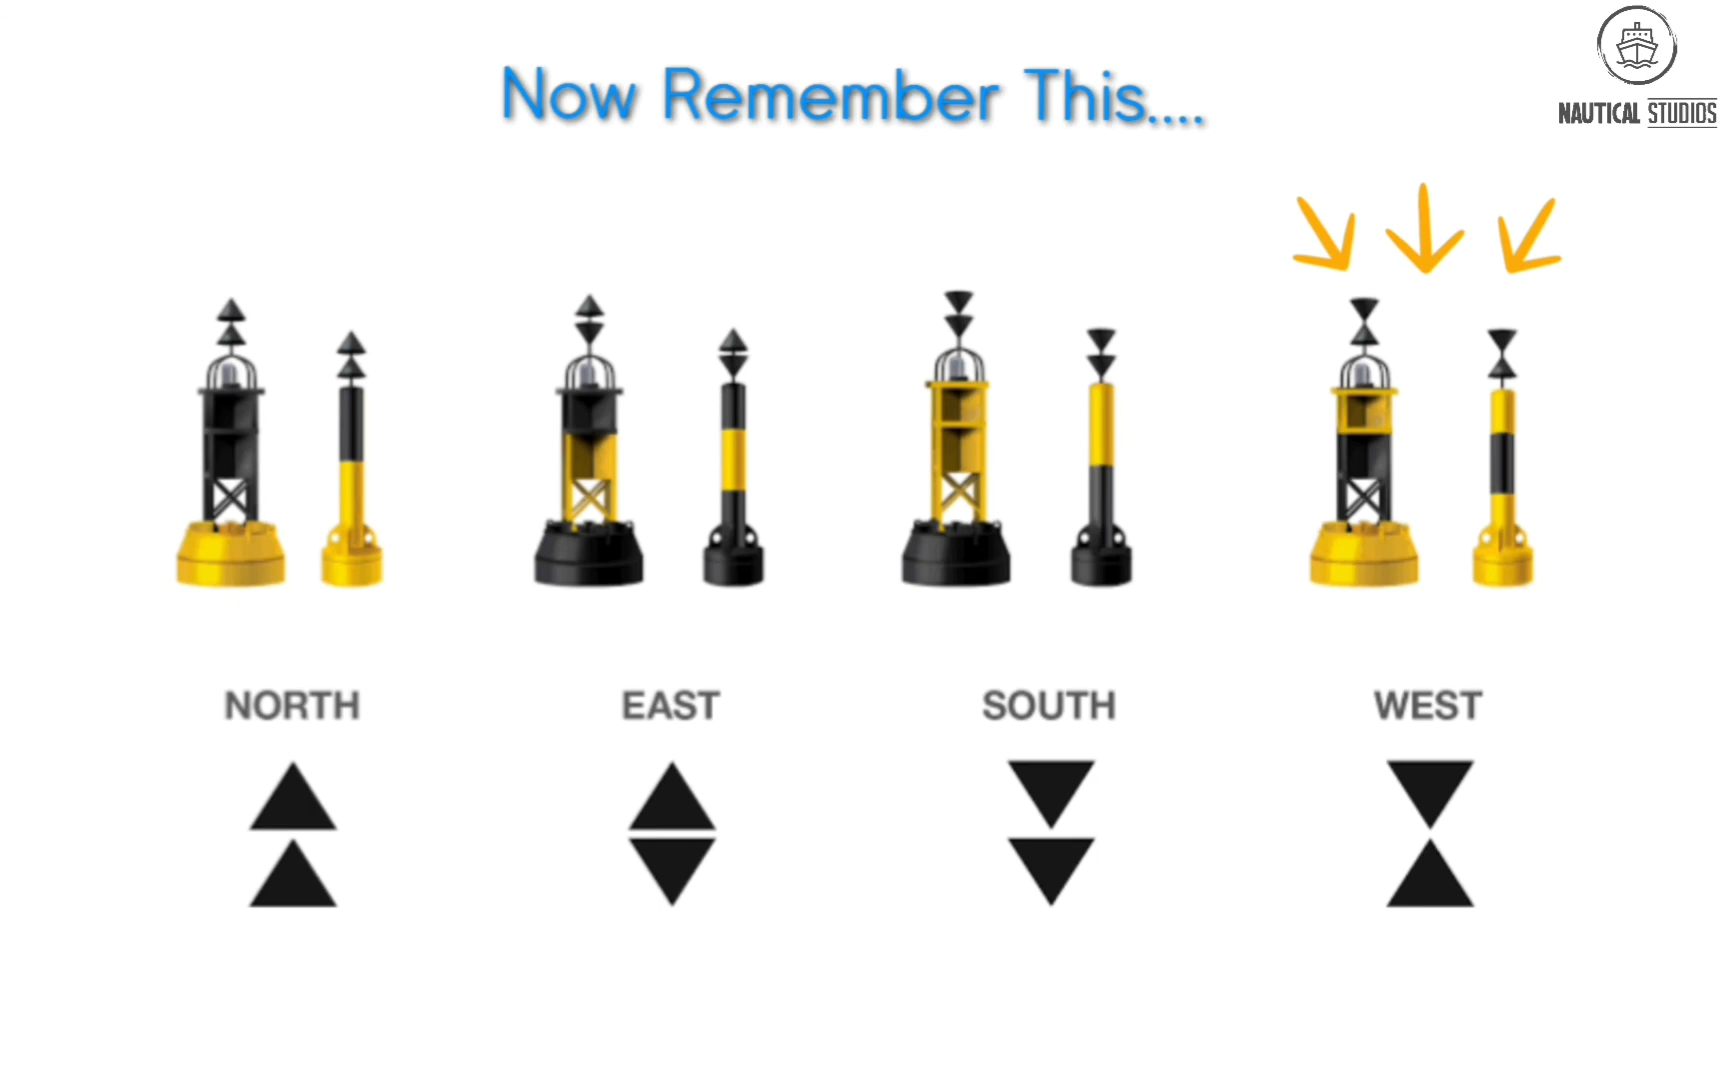 Now Remember This....
NAUTICAL STUDIOS
NORTH
EAST
SOUTH
WEST